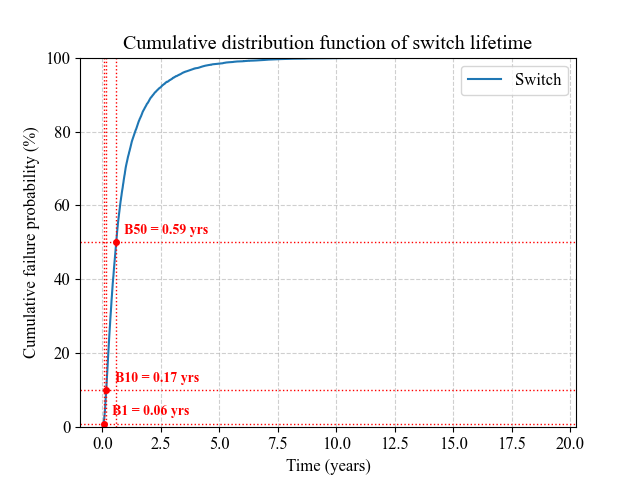 Cumulative distribution function of switch lifetime
Cumulative failure probability (%)
100
80
60
40
20
0
Switch
B50 = 0.59 yrs
B10 = 0.17 yrs
B1 = 0.06 yrs
0.0 2.5 5.0 7.5 10.0 12.5 15.0 17.5 20.0
Time (years)